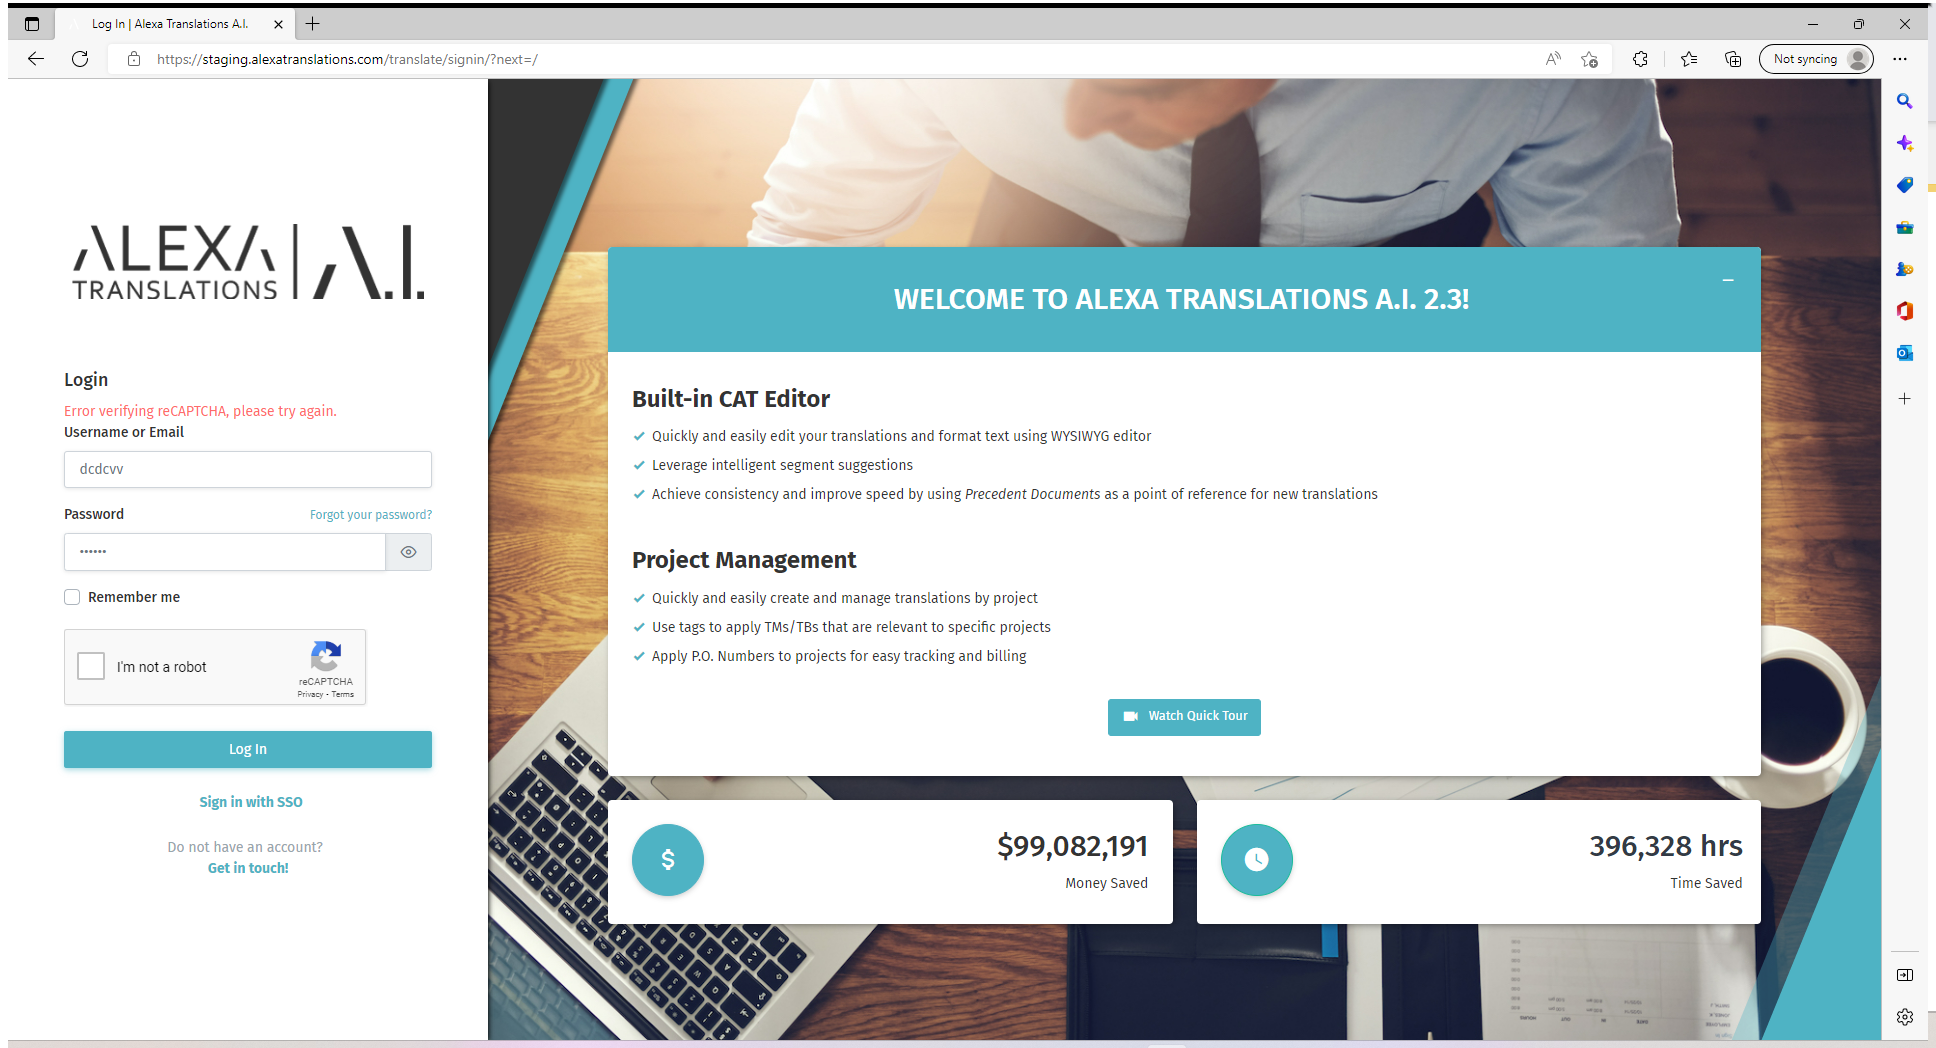 Log In | Alexa Translations A.I.
https://staging.alexatranslations.com/translate/signin/?next=/
Not syncing
ALEXA TRANSLATIONS | A.I.
Login
Error verifying reCAPTCHA, please try again.
Username or Email
dcdcvv
Password
Forgot your password?
••••••
Remember me
I'm not a robot
reCAPTCHA
Privacy - Terms
Log In
Sign in with SSO
Do not have an account?
Get in touch!
WELCOME TO ALEXA TRANSLATIONS A.I. 2.3!
Built-in CAT Editor
Quickly and easily edit your translations and format text using WYSIWYG editor
Leverage intelligent segment suggestions
Achieve consistency and improve speed by using Precedent Documents as a point of reference for new translations
Project Management
Quickly and easily create and manage translations by project
Use tags to apply TMs/TBs that are relevant to specific projects
Apply P.O. Numbers to projects for easy tracking and billing
Watch Quick Tour
$
$99,082,191
Money Saved
396,328 hrs
Time Saved